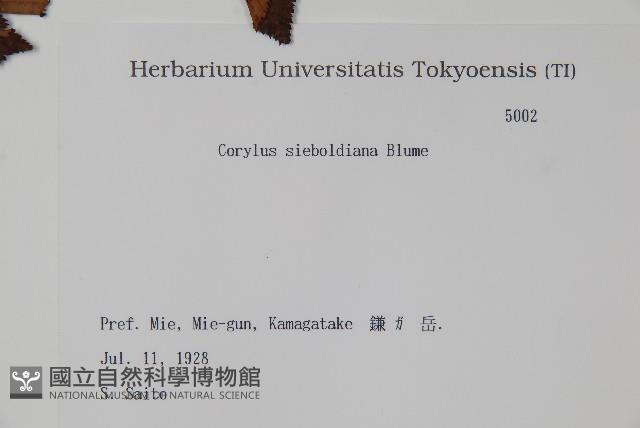 Herbarium Universitatis Tokyoensis (TI)
5002
Corylus sieboldiana Blume
Pref. Mie, Mie-gun, Kamagatake 鎌ガ岳.
Jul. 11, 1928
國立自然科學博物館
NATIONAL MUSEUM OF NATURAL SCIENCE
S. Saito